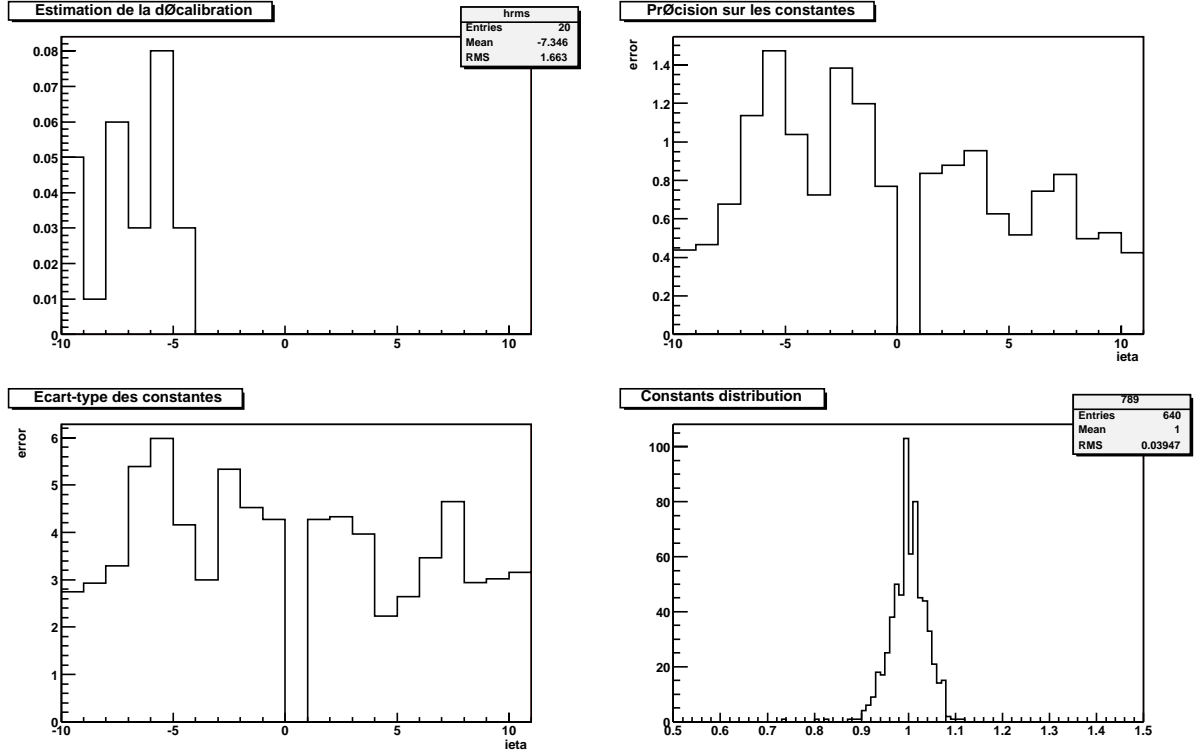 Estimation de la dØcalibration
hrms
Entries 20
Mean -7.346
RMS 1.663
0.08
0.07
0.06
0.05
0.04
0.03
0.02
0.01
0
-10 -5 0 5 10
PrØcision sur les constantes
error
1.4
1.2
1
0.8
0.6
0.4
0.2
0
-10 -5 0 5 10
ieta
Ecart-type des constantes
error
6
5
4
3
2
1
0
-10 -5 0 5 10
ieta
Constants distribution
789
Entries 640
Mean 1
RMS 0.03947
100
80
60
40
20
0
0.5 0.6 0.7 0.8 0.9 1 1.1 1.2 1.3 1.4 1.5